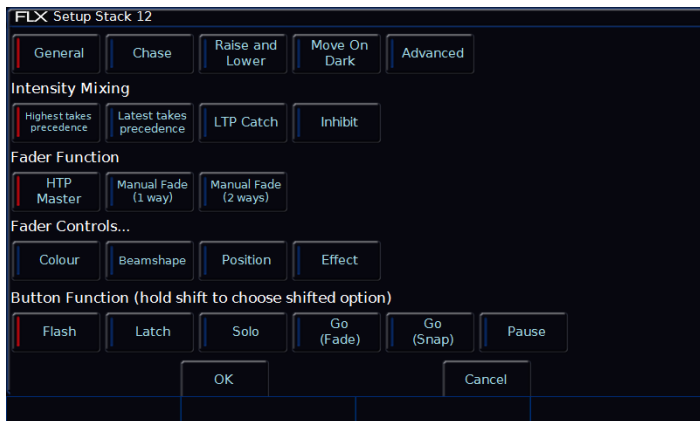 FLX Setup Stack 12
General
Chase
Raise and
Lower
Move On
Dark
Advanced
Intensity Mixing
Highest takes
precedence
Latest takes
precedence
LTP Catch
Inhibit
Fader Function
HTP
Master
Manual Fade
(1 way)
Manual Fade
(2 ways)
Fader Controls...
Colour
Beamshape
Position
Effect
Button Function (hold shift to choose shifted option)
Flash
Latch
Solo
Go
(Fade)
Go
(Snap)
Pause
OK
Cancel